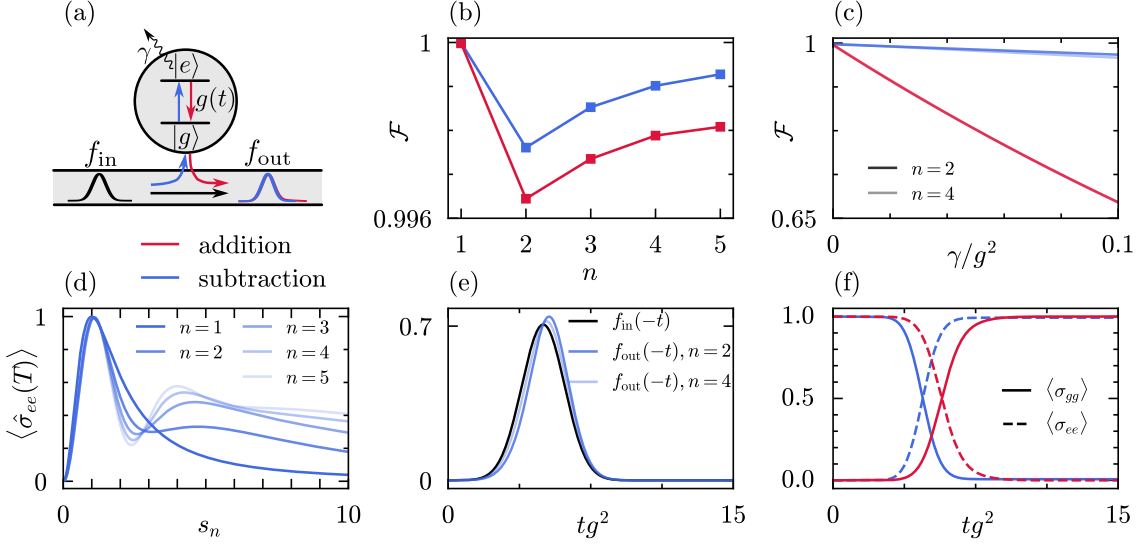 (a)
γ
|e⟩
g(t)
|g⟩
f_in
f_out
addition
subtraction
(b)
1
0.996
ℱ
1 2 3 4 5
n
(c)
1
0.65
ℱ
n = 2
n = 4
0 0.1
γ/g²
(d)
1
0
⟨σ̂_ee(T)⟩
n = 1
n = 2
n = 3
n = 4
n = 5
0 10
s_n
(e)
0.7
0
f_in(−t)
f_out(−t), n = 2
f_out(−t), n = 4
0 15
tg²
(f)
1.0
0.5
0.0
⟨σ_gg⟩
⟨σ_ee⟩
0 15
tg²